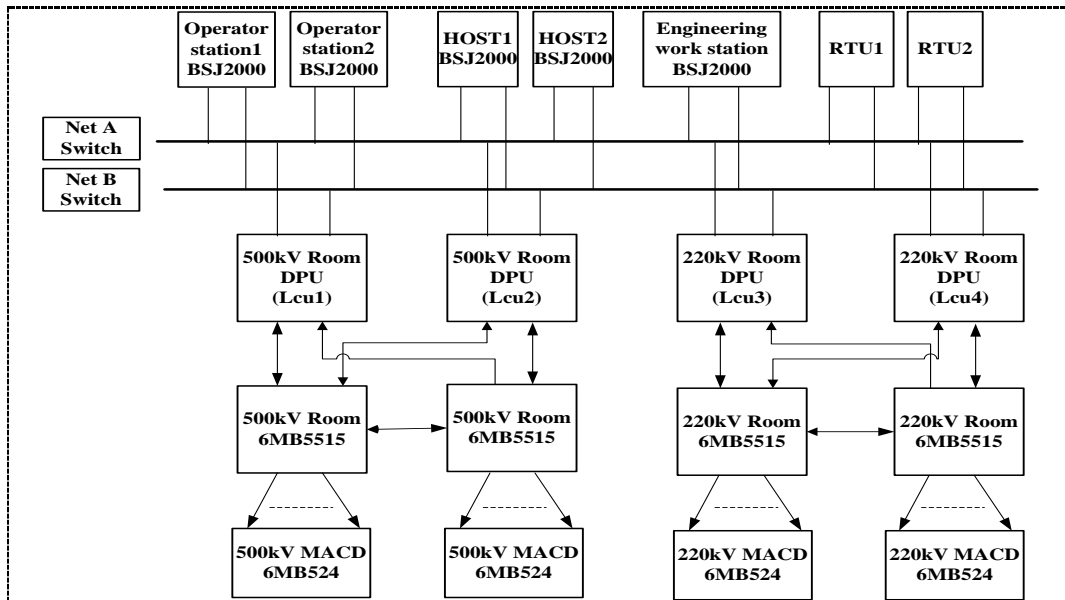 Operator
station1
BSJ2000
Operator
station2
BSJ2000
HOST1
BSJ2000
HOST2
BSJ2000
Engineering
work station
BSJ2000
RTU1
RTU2
Net A
Switch
Net B
Switch
500kV Room
DPU
(Lcu1)
500kV Room
DPU
(Lcu2)
220kV Room
DPU
(Lcu3)
220kV Room
DPU
(Lcu4)
500kV Room
6MB5515
500kV Room
6MB5515
220kV Room
6MB5515
220kV Room
6MB5515
500kV MACD
6MB524
500kV MACD
6MB524
220kV MACD
6MB524
220kV MACD
6MB524